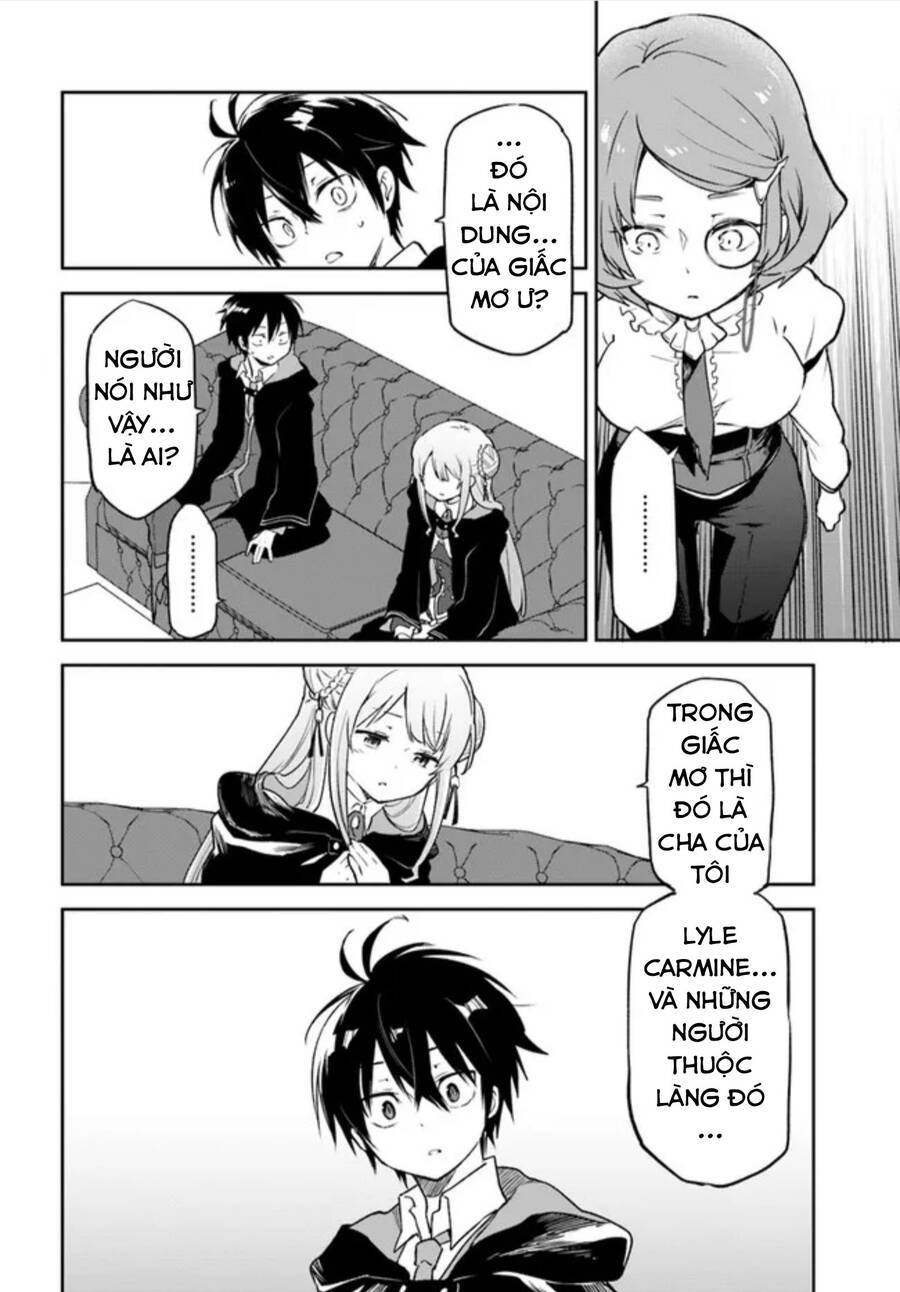 ...........
...
ĐÓ
LÀ NỘI
DUNG...
CỦA GIẤC
MƠ Ư?
NGƯỜI
NÓI NHƯ
VẬY...
LÀ AI?
.........
TRONG
GIẤC
MƠ THÌ
ĐÓ LÀ
CHA CỦA
TÔI
LYLE
CARMINE...
VÀ NHỮNG
NGƯỜI
THUỘC
LÀNG ĐÓ
...